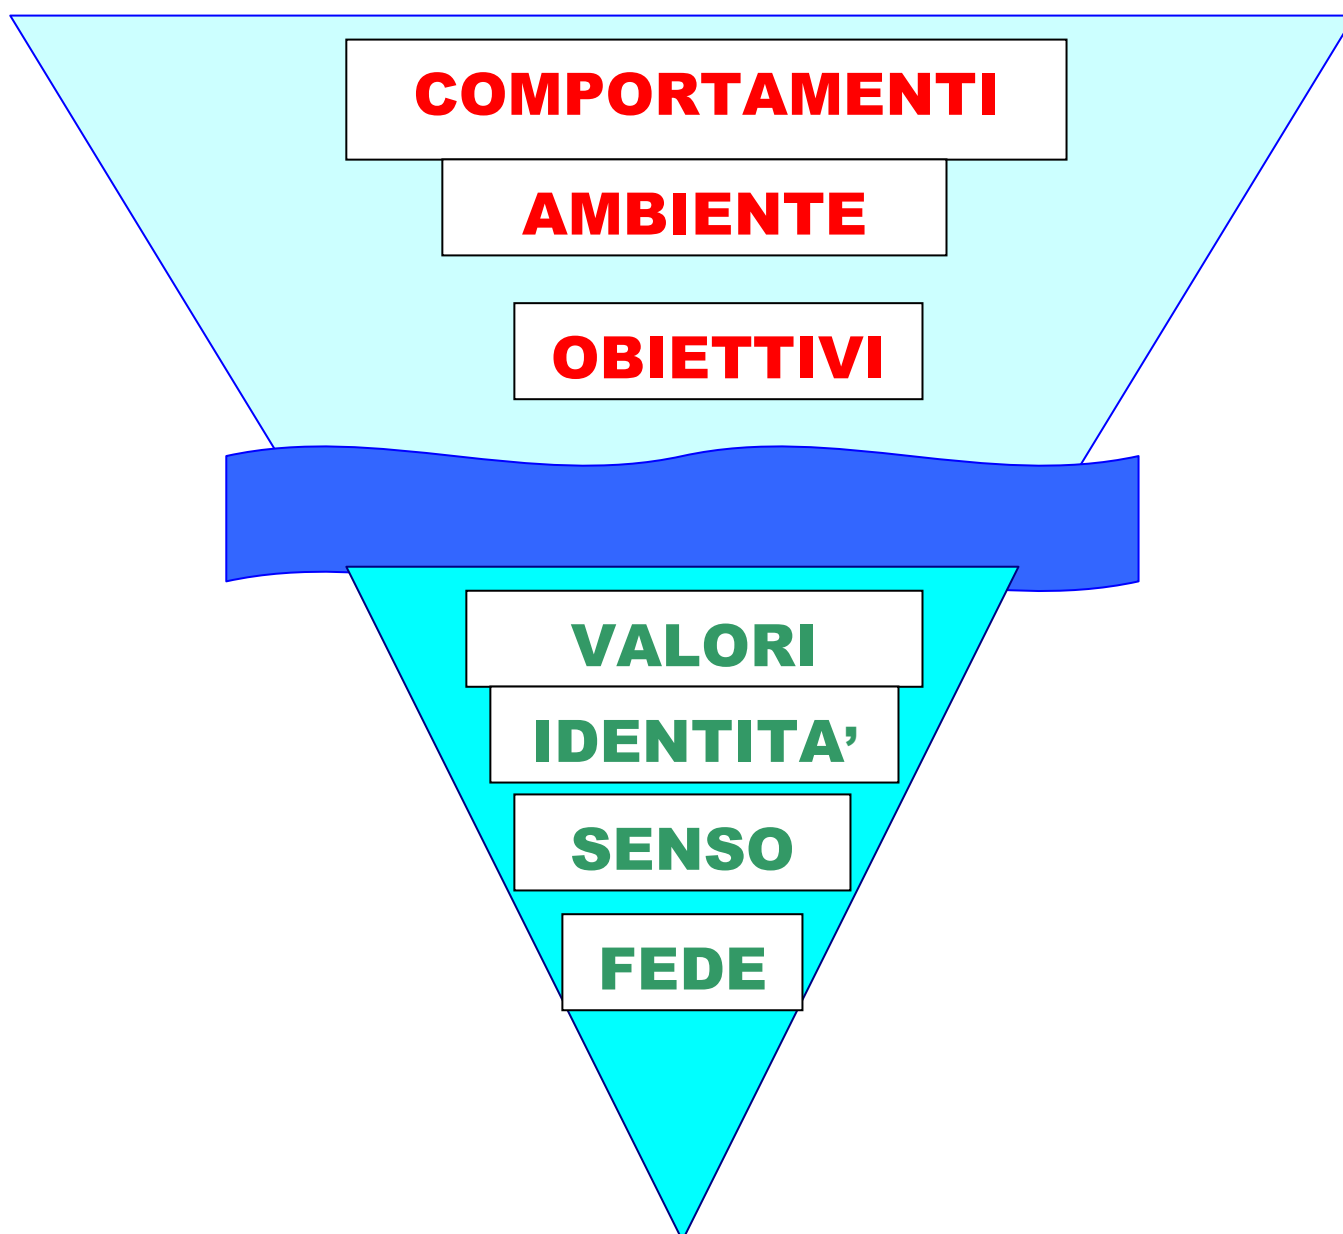 COMPORTAMENTI
AMBIENTE
OBIETTIVI
VALORI
IDENTITA’
SENSO
FEDE